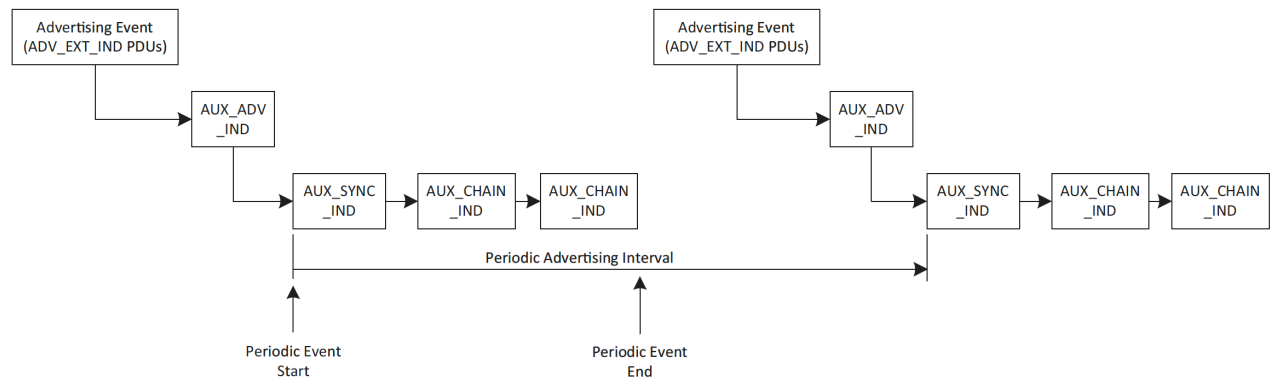 Advertising Event
(ADV_EXT_IND PDUs)
Advertising Event
(ADV_EXT_IND PDUs)
AUX_ADV
_IND
AUX_ADV
_IND
AUX_SYNC
_IND
AUX_CHAIN
_IND
AUX_CHAIN
_IND
AUX_SYNC
_IND
AUX_CHAIN
_IND
AUX_CHAIN
_IND
Periodic Advertising Interval
Periodic Event
Start
Periodic Event
End